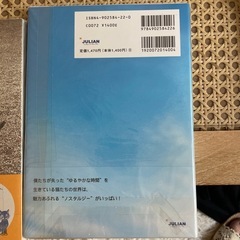 ISBN4-902584-22-0
C0072 ¥1400E
定価1,470円(本体1,400円)⑤
9784902584226
1920072014004
JULIAN
猫たちが あった “ゆるやかな時間”を
生きている猫たちの世界は、
魅力あふれる“ノスタルジー”がいっぱい!
JULIAN